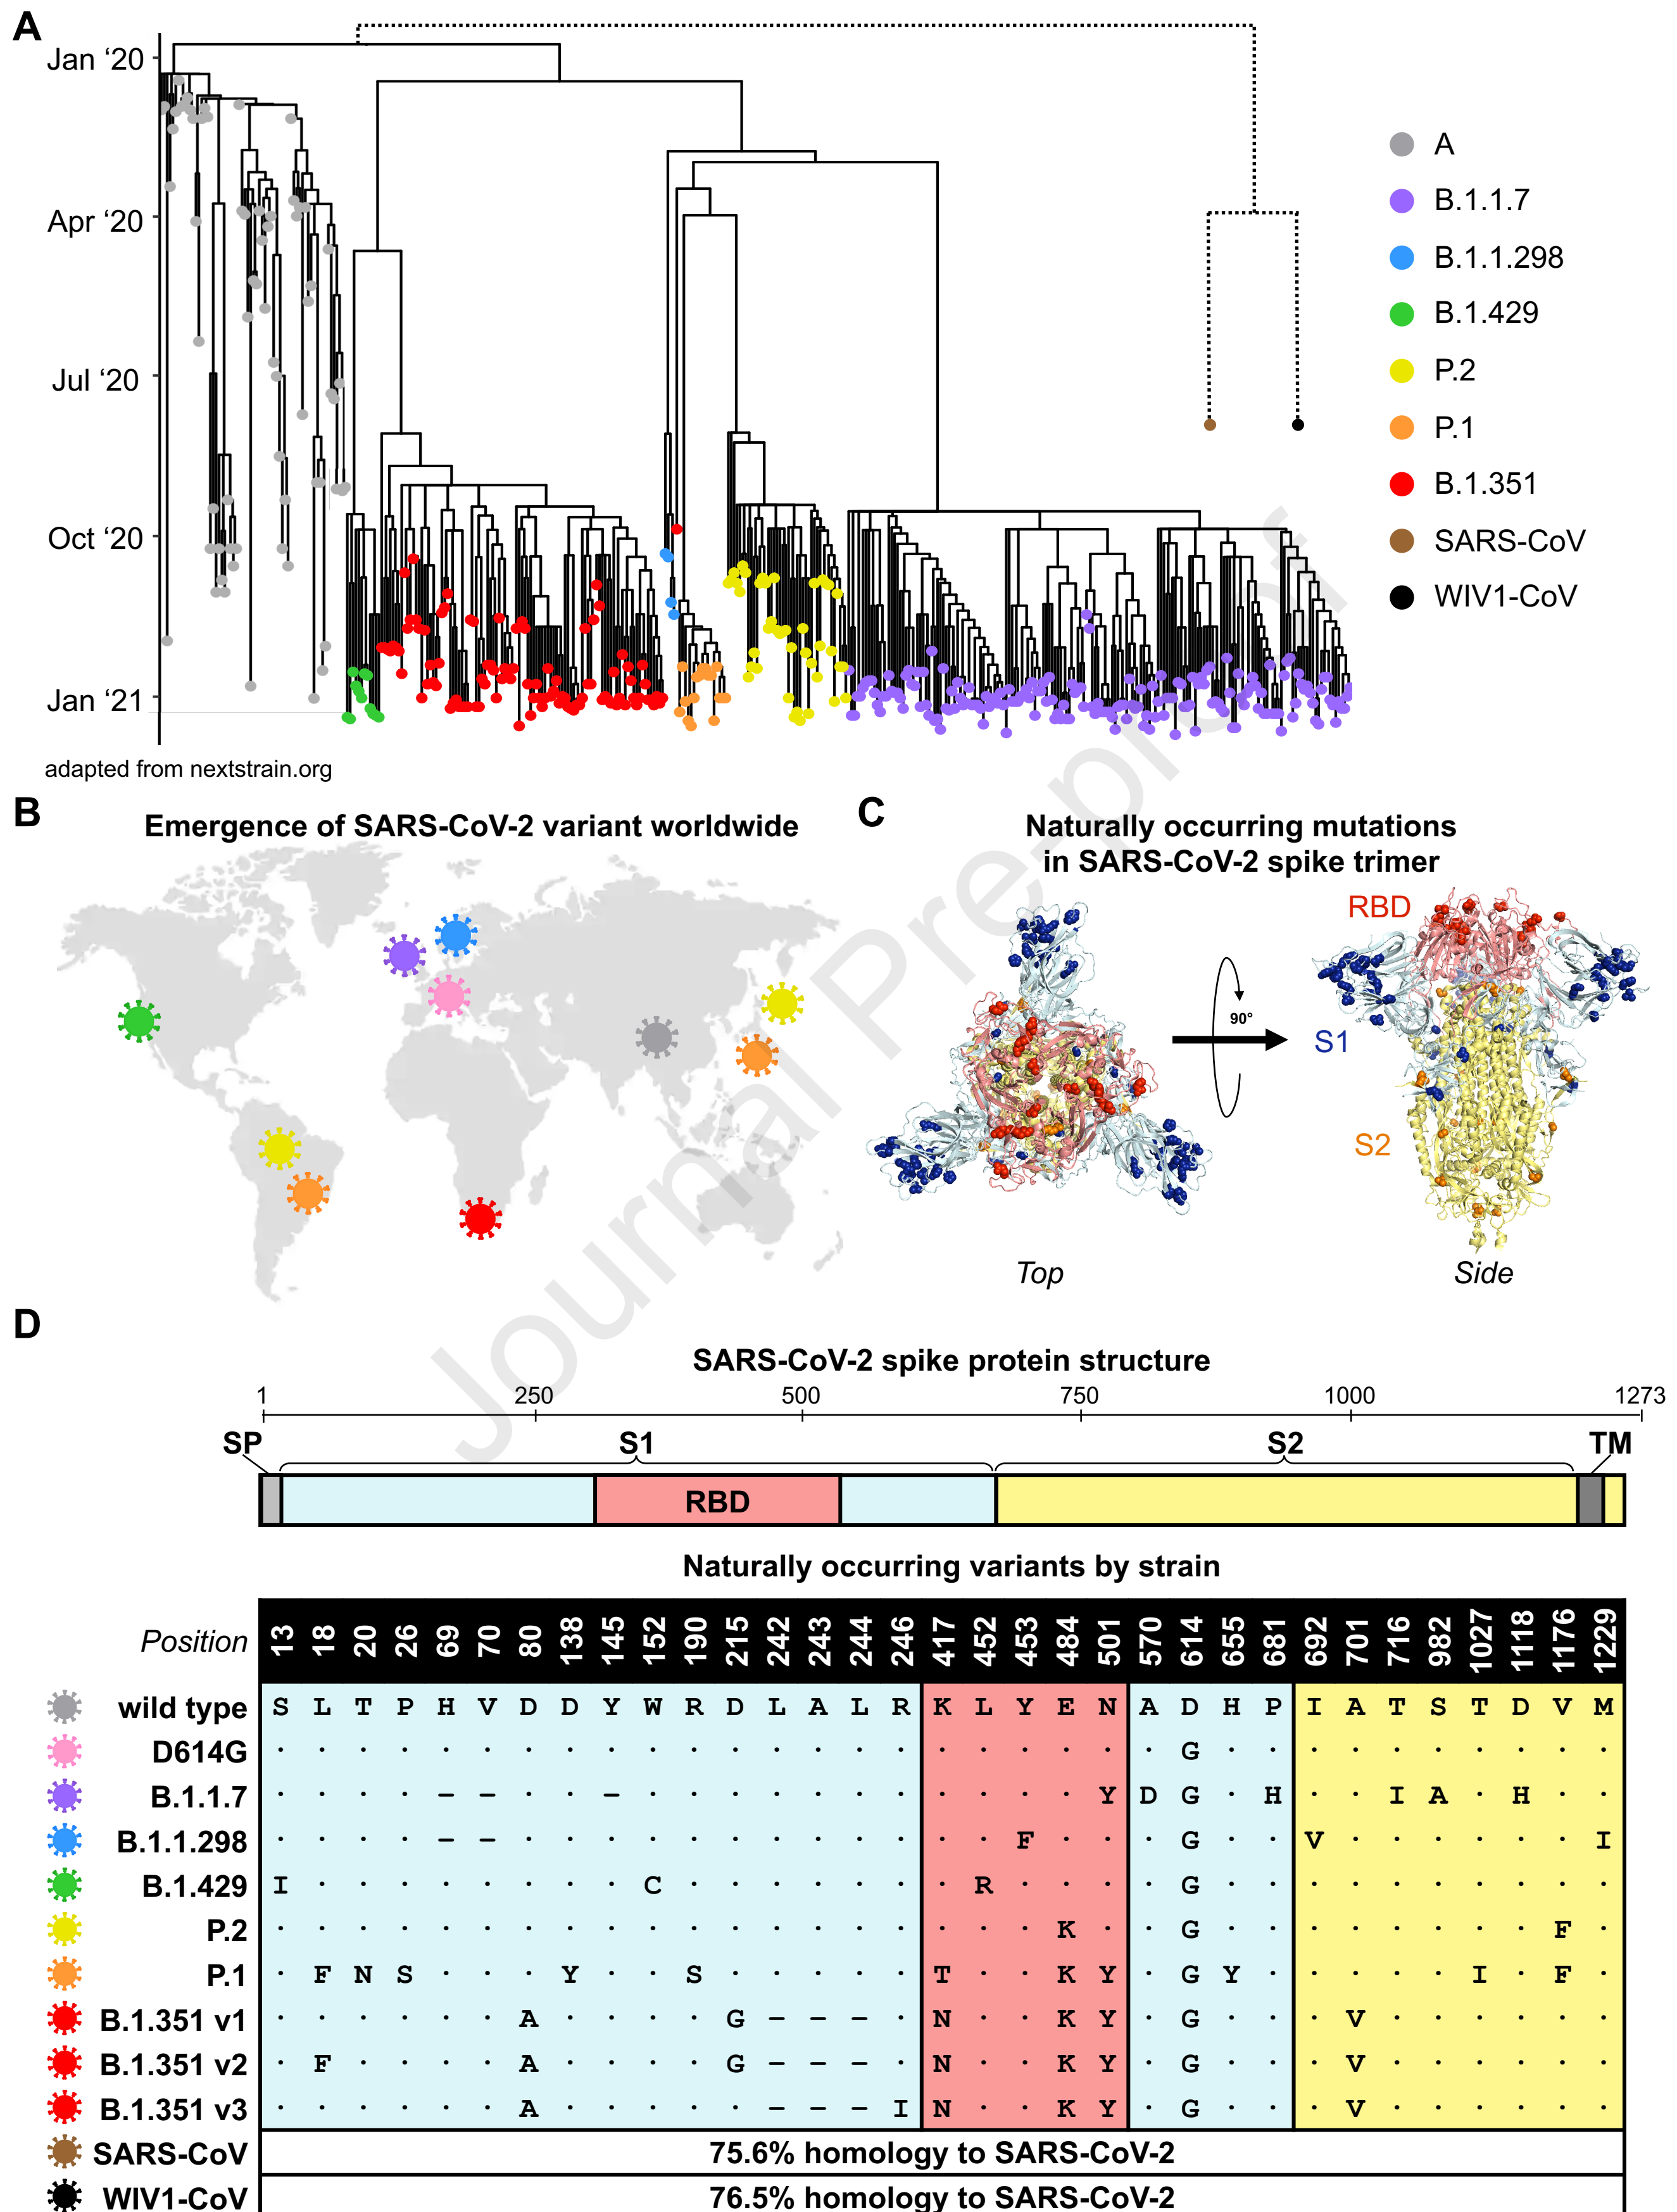 A
Jan ‘20
Apr ‘20
Jul ‘20
Oct ‘20
Jan ‘21
adapted from nextstrain.org
A
B.1.1.7
B.1.1.298
B.1.429
P.2
P.1
B.1.351
SARS-CoV
WIV1-CoV
Journal Pre-proof
B
Emergence of SARS-CoV-2 variant worldwide
C
Naturally occurring mutations
in SARS-CoV-2 spike trimer
RBD
90°
S1
S2
Top
Side
D
SARS-CoV-2 spike protein structure
1 250 500 750 1000 1273
SP S1 S2 TM
RBD
Naturally occurring variants by strain
Position 13 18 20 26 69 70 80 138 145 152 190 215 242 243 244 246 417 452 453 484 501 570 614 655 681 692 701 716 982 1027 1118 1176 1229
wild type S L T P H V D D Y W R D L A L R K L Y E N A D H P I A T S T D V M
D614G · · · · · · · · · · · · · · · · · · · · · · G · · · · · · · · · ·
B.1.1.7 · · · · – – · · – · · · · · · · · · · · Y D G · H · · I A · H · ·
B.1.1.298 · · · · – – · · · · · · · · · · · · F · · · G · · V · · · · · · I
B.1.429 I · · · · · · · · C · · · · · · · R · · · · G · · · · · · · · · ·
P.2 · · · · · · · · · · · · · · · · · · · K · · G · · · · · · · · F ·
P.1 · F N S · · · Y · · S · · · · · T · · K Y · G Y · · · · · I · F ·
B.1.351 v1 · · · · · · A · · · · G – – – · N · · K Y · G · · · V · · · · · ·
B.1.351 v2 · F · · · · A · · · · G – – – · N · · K Y · G · · · V · · · · · ·
B.1.351 v3 · · · · · · A · · · · · – – – I N · · K Y · G · · · V · · · · · ·
SARS-CoV 75.6% homology to SARS-CoV-2
WIV1-CoV 76.5% homology to SARS-CoV-2